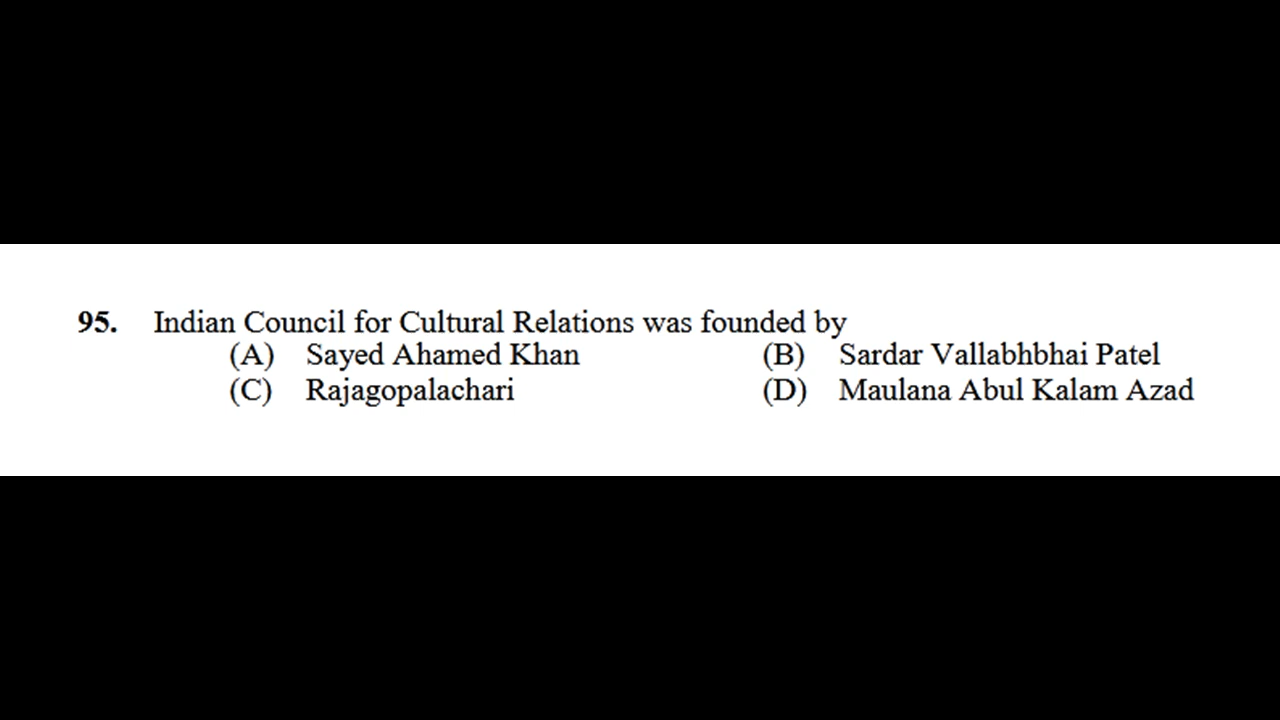 95. Indian Council for Cultural Relations was founded by
(A) Sayed Ahamed Khan (B) Sardar Vallabhbhai Patel
(C) Rajagopalachari (D) Maulana Abul Kalam Azad